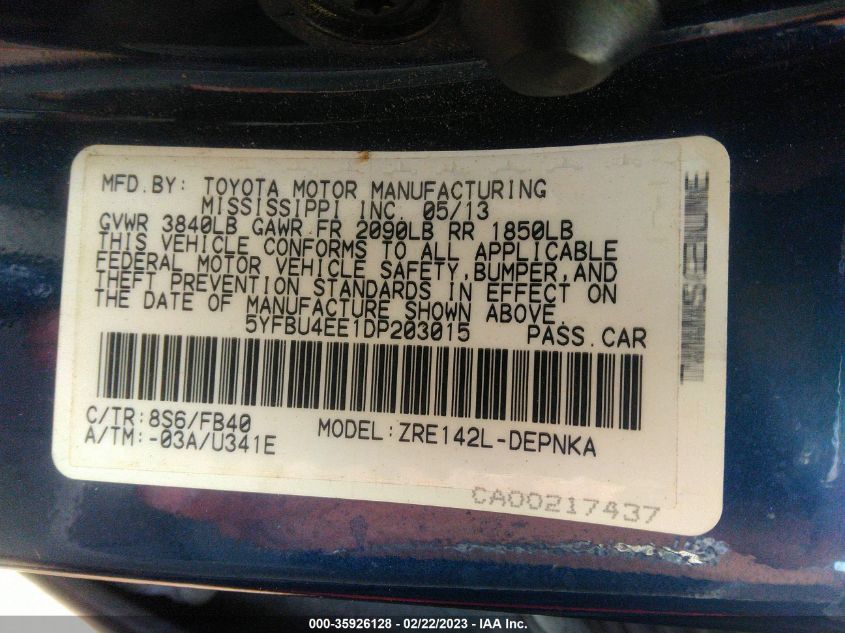 MFD.BY: TOYOTA MOTOR MANUFACTURING
MISSISSIPPI INC. 05/13
GVWR 3840LB GAWR FR 2090LB RR 1850LB
THIS VEHICLE CONFORMS TO ALL APPLICABLE
FEDERAL MOTOR VEHICLE SAFETY,BUMPER,AND
THEFT PREVENTION STANDARDS IN EFFECT ON
THE DATE OF MANUFACTURE SHOWN ABOVE.
5YFBU4EE1DP203015 PASS.CAR
C/TR:8S6/FB40
A/TM:-03A/U341E
MODEL:ZRE142L-DEPNKA
CA00217437
000-35926128 - 02/22/2023 - IAA Inc.